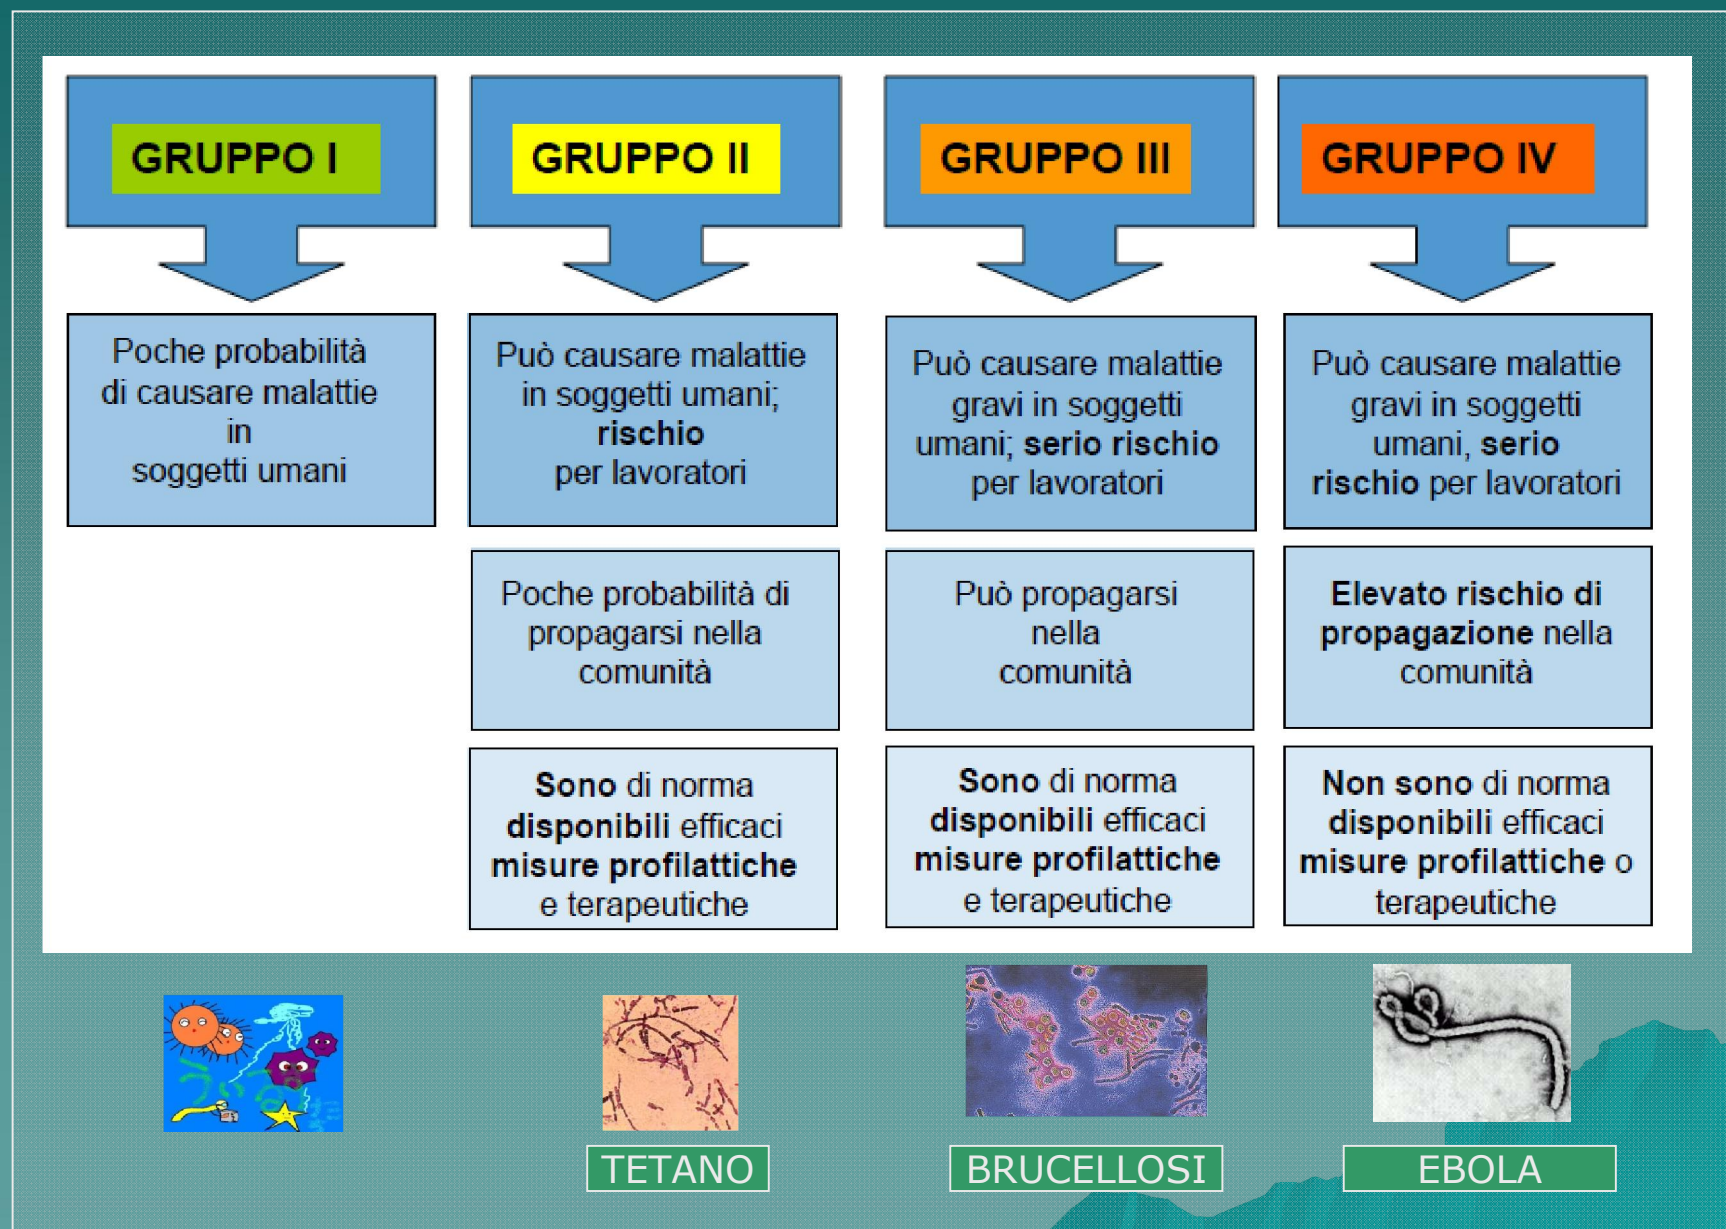 GRUPPO I
Poche probabilità
di causare malattie
in
soggetti umani
GRUPPO II
Può causare malattie
in soggetti umani;
rischio
per lavoratori
Poche probabilità di
propagarsi nella
comunità
Sono di norma
disponibili efficaci
misure profilattiche
e terapeutiche
TETANO
GRUPPO III
Può causare malattie
gravi in soggetti
umani; serio rischio
per lavoratori
Può propagarsi
nella
comunità
Sono di norma
disponibili efficaci
misure profilattiche
e terapeutiche
BRUCELLOSI
GRUPPO IV
Può causare malattie
gravi in soggetti
umani, serio
rischio per lavoratori
Elevato rischio di
propagazione nella
comunità
Non sono di norma
disponibili efficaci
misure profilattiche o
terapeutiche
EBOLA